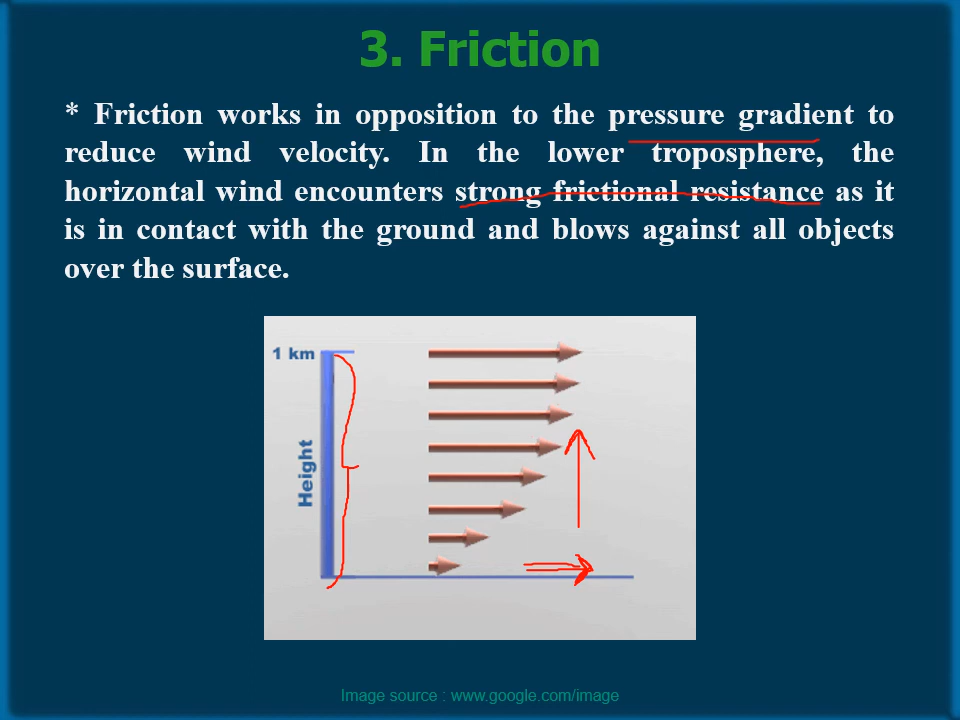 3. Friction
* Friction works in opposition to the pressure gradient to
reduce wind velocity. In the lower troposphere, the
horizontal wind encounters strong frictional resistance as it
is in contact with the ground and blows against all objects
over the surface.
1 km
Height
Image source : www.google.com/image